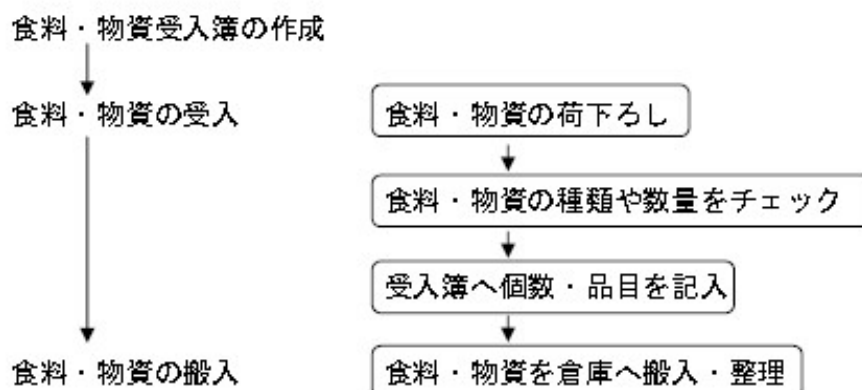 食料・物資受入簿の作成
食料・物資の受入
食料・物資の荷下ろし
食料・物資の種類や数量をチェック
受入簿へ個数・品目を記入
食料・物資の搬入
食料・物資を倉庫へ搬入・整理